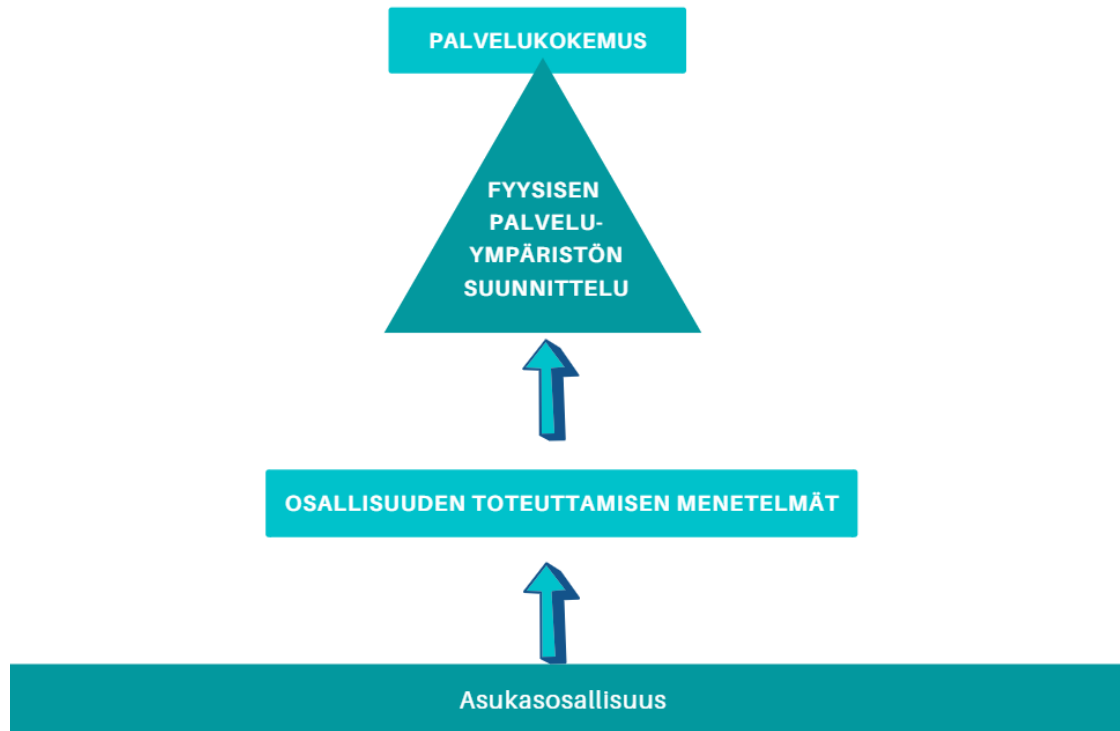 PALVELUKOKEMUS
FYYSISEN
PALVELU-
YMPÄRISTÖN
SUUNNITTELU
OSALLISUUDEN TOTEUTTAMISEN MENETELMÄT
Asukasosallisuus